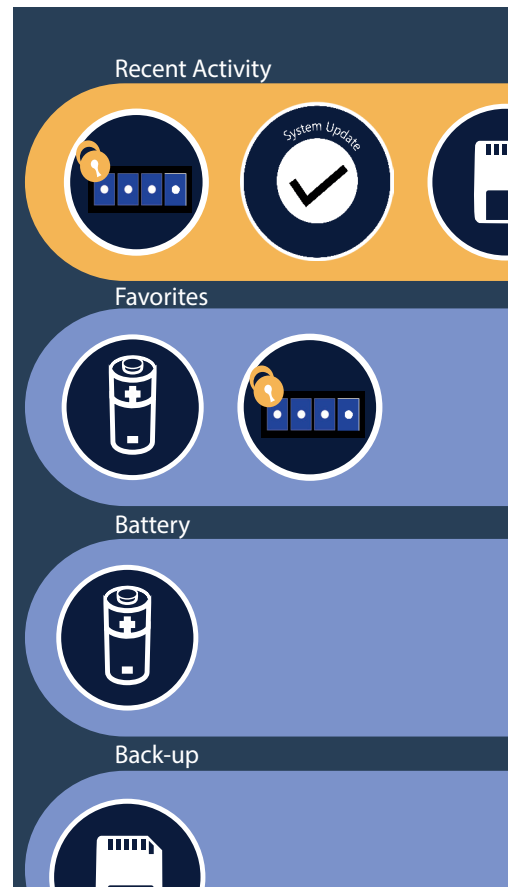 Recent Activity
System Update
Favorites
Battery
Back-up